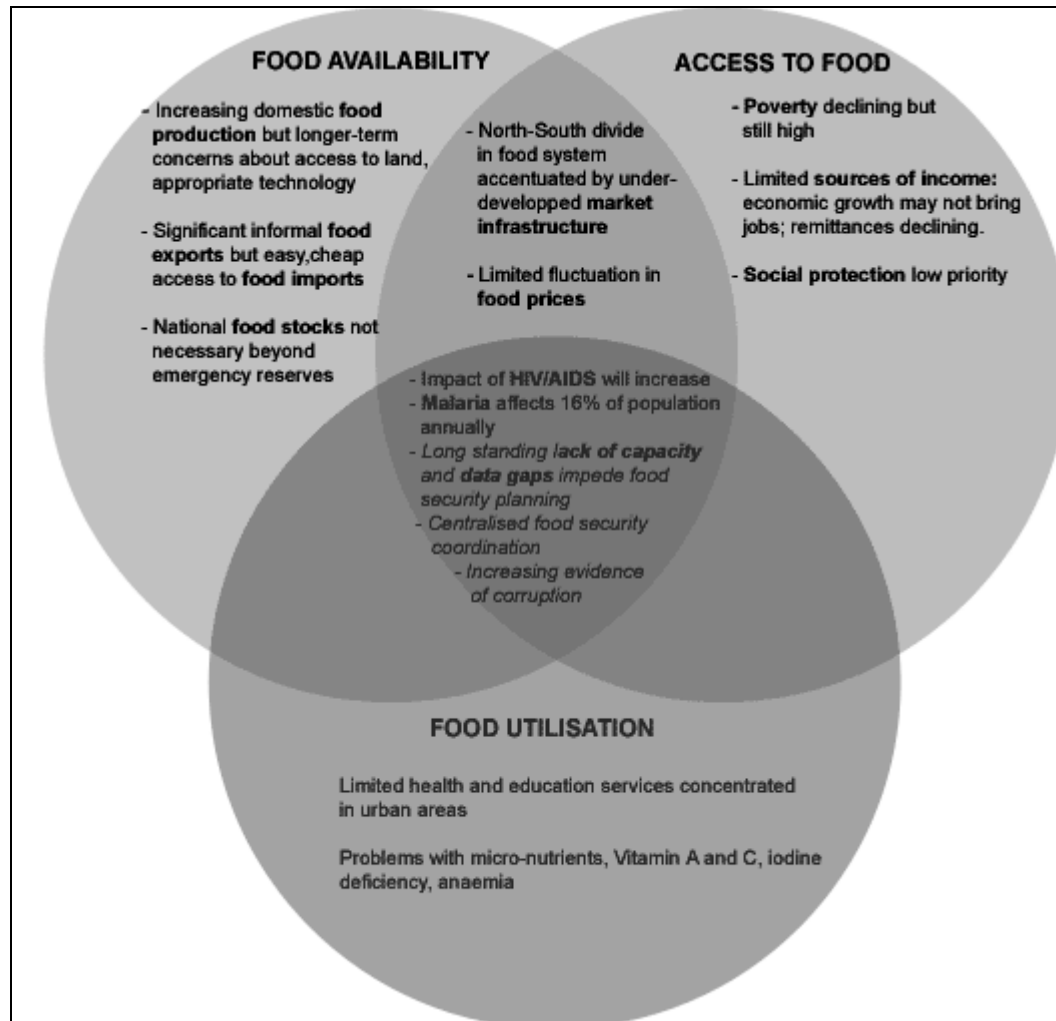 FOOD AVAILABILITY
- Increasing domestic food
production but longer-term
concerns about access to land,
appropriate technology
- Significant informal food
exports but easy,cheap
access to food imports
- National food stocks not
necessary beyond
emergency reserves
- North-South divide
in food system
accentuated by under-
developped market
infrastructure
- Limited fluctuation in
food prices
ACCESS TO FOOD
- Poverty declining but
still high
- Limited sources of income:
economic growth may not bring
jobs; remittances declining.
- Social protection low priority
- Impact of HIV/AIDS will increase
- Malaria affects 16% of population
annually
- Long standing lack of capacity
and data gaps impede food
security planning
- Centralised food security
coordination
- Increasing evidence
of corruption
FOOD UTILISATION
Limited health and education services concentrated
in urban areas
Problems with micro-nutrients, Vitamin A and C, iodine
deficiency, anaemia